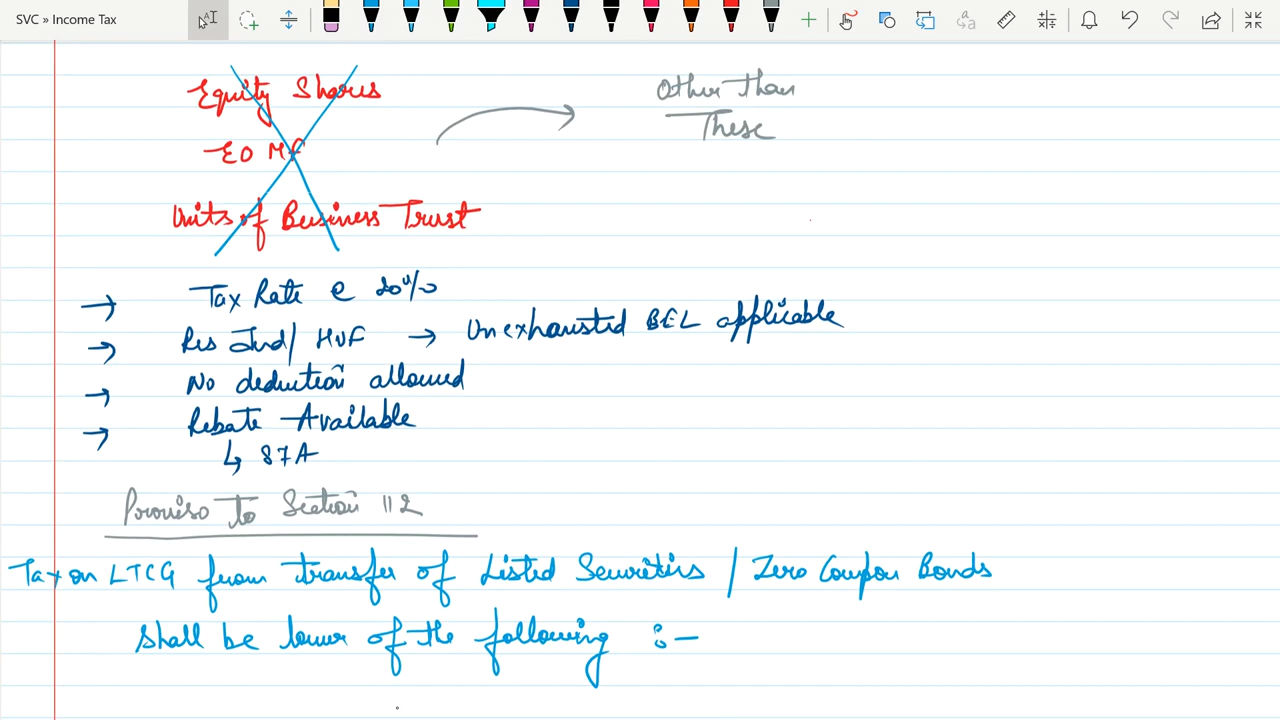 SVC » Income Tax
Equity Shares
EO MF
Units of Business Trust
Other Than
These
→ Tax Rate @ 20%
→ Res Ind/ HUF → Unexhausted BEL applicable
→ No deduction allowed
→ Rebate Available
↳ 87A
Proviso To Section 112
Tax on LTCG from transfer of Listed Securities / Zero Coupon Bonds
shall be lower of the following :-